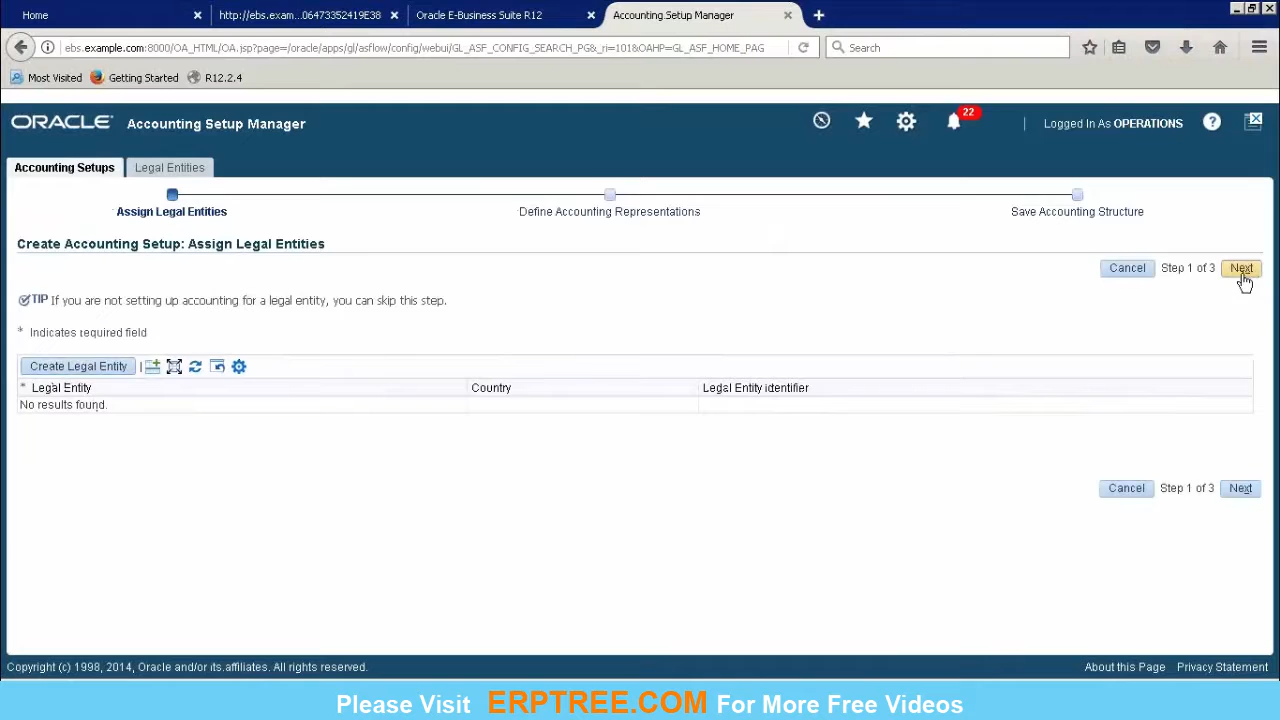 Home
http://ebs.exam...06473352419E38
Oracle E-Business Suite R12
Accounting Setup Manager
ebs.example.com:8000/OA_HTML/OA.jsp?page=/oracle/apps/gl/asflow/config/webui/GL_ASF_CONFIG_SEARCH_PG&_ri=101&OAHP=GL_ASF_HOME_PAG
Search
Most Visited
Getting Started
R12.2.4
ORACLE Accounting Setup Manager
22
Logged In As OPERATIONS
Accounting Setups
Legal Entities
Assign Legal Entities
Define Accounting Representations
Save Accounting Structure
Create Accounting Setup: Assign Legal Entities
Cancel Step 1 of 3 Next
TIP If you are not setting up accounting for a legal entity, you can skip this step.
* Indicates required field
Create Legal Entity
* Legal Entity Country Legal Entity identifier
No results found.
Cancel Step 1 of 3 Next
Copyright (c) 1998, 2014, Oracle and/or its affiliates. All rights reserved.
About this Page Privacy Statement
Please Visit ERPTREE.COM For More Free Videos